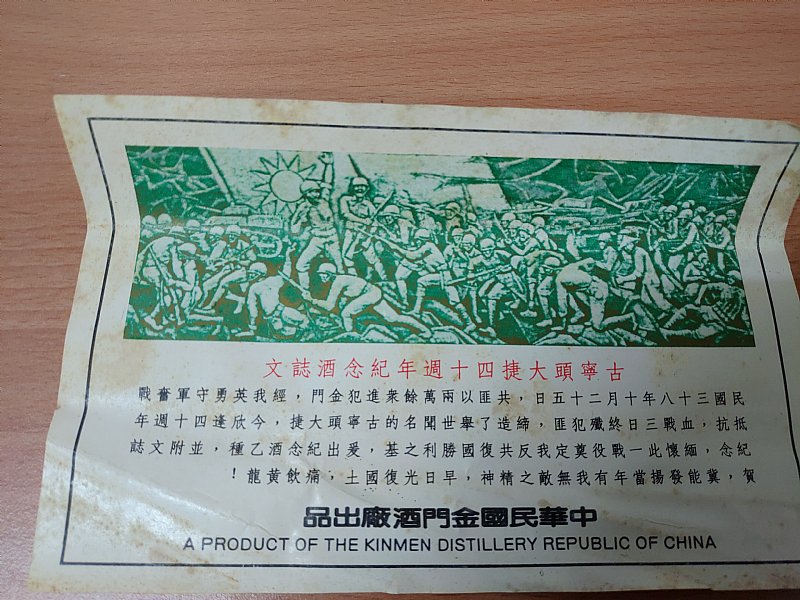 古寧頭大捷四十週年紀念酒誌文
民國三十八年十月二十五日，共匪以兩萬餘衆進犯金門，經我英勇守軍奮戰
抵抗，血戰三日終殲犯匪，締造了舉世聞名的古寧頭大捷，今欣逢四十週年
紀念，緬懷此一戰役奠定我反共復國勝利之基，爰出紀念酒乙種，並附文誌
賀，冀能發揚當年有我無敵之精神，早日光復國土，痛飲黃龍！
中華民國金門酒廠出品
A PRODUCT OF THE KINMEN DISTILLERY REPUBLIC OF CHINA